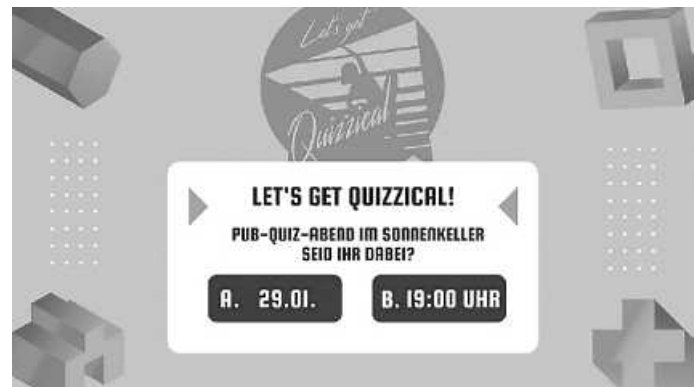 Let's get
Quizzical
LET'S GET QUIZZICAL!
PUB-QUIZ-ABEND IM SONNENKELLER
SEID IHR DABEI?
A. 29.01.
B. 19:00 UHR